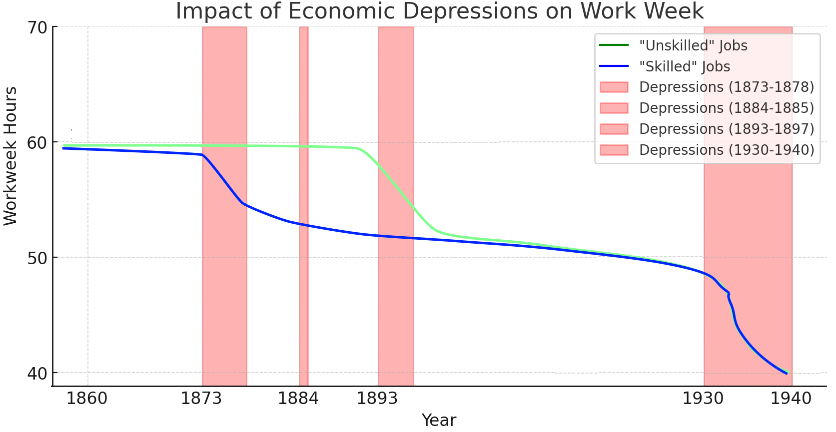 Impact of Economic Depressions on Work Week
70
60
50
40
Workweek Hours
"Unskilled" Jobs
"Skilled" Jobs
Depressions (1873-1878)
Depressions (1884-1885)
Depressions (1893-1897)
Depressions (1930-1940)
1860 1873 1884 1893 1930 1940
Year